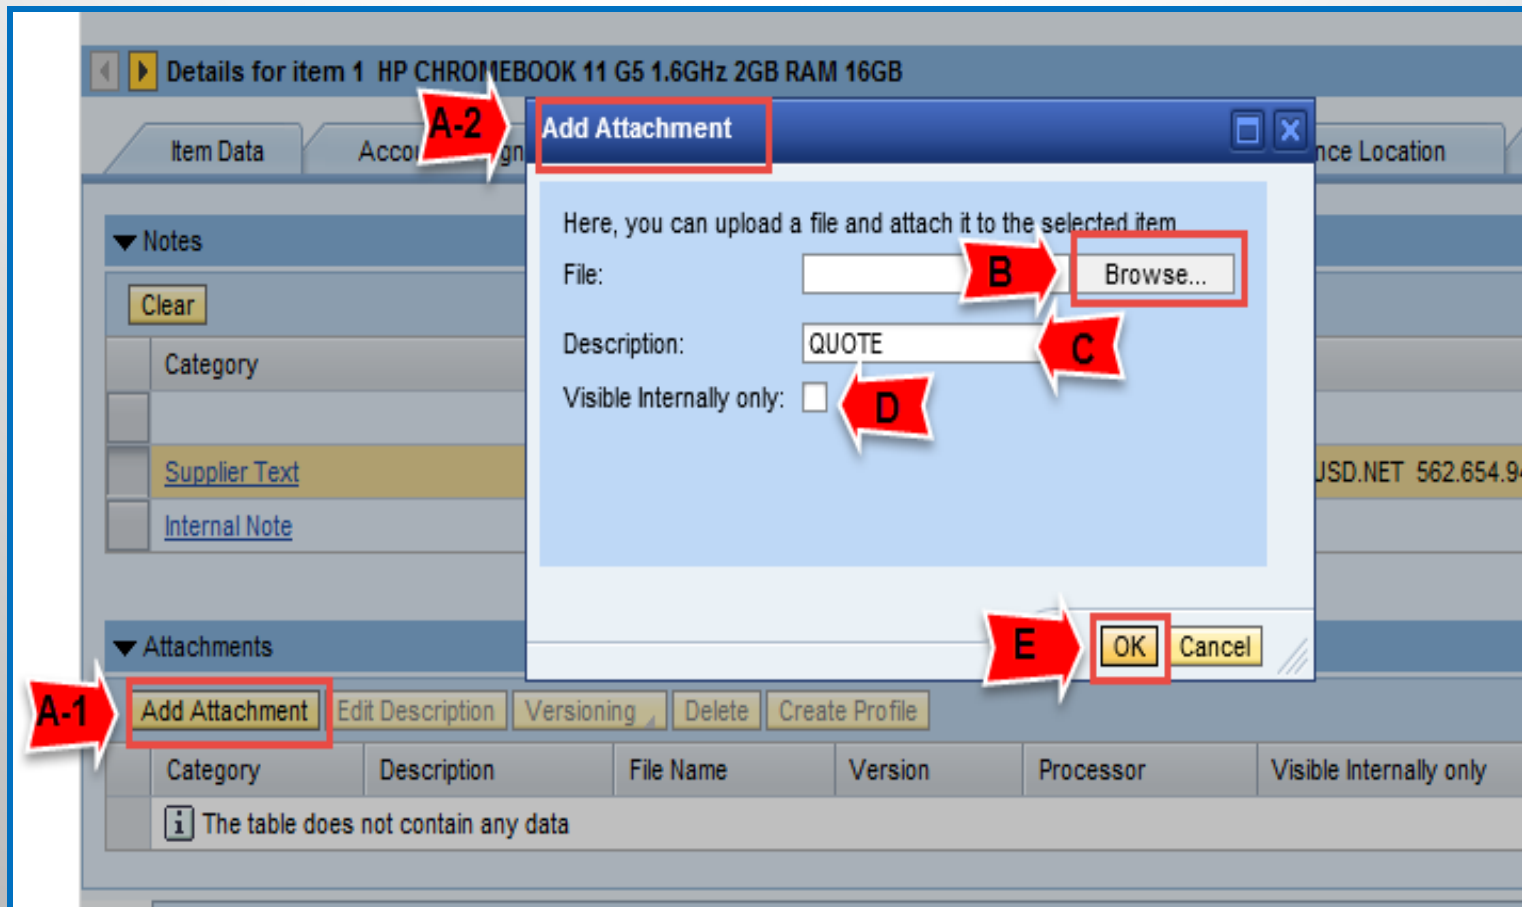 Details for item 1 HP CHROMEBOOK 11 G5 1.6GHz 2GB RAM 16GB
A-2
Add Attachment
Item Data
Location
Here, you can upload a file and attach it to the selected item
Notes
File:
B
Browse...
Clear
Description:
QUOTE
C
Category
Visible Internally only:
D
Supplier Text
USD.NET 562.654.94
Internal Note
E
OK
Cancel
Attachments
A-1
Add Attachment
Edit Description
Versioning
Delete
Create Profile
Category
Description
File Name
Version
Processor
Visible Internally only
The table does not contain any data